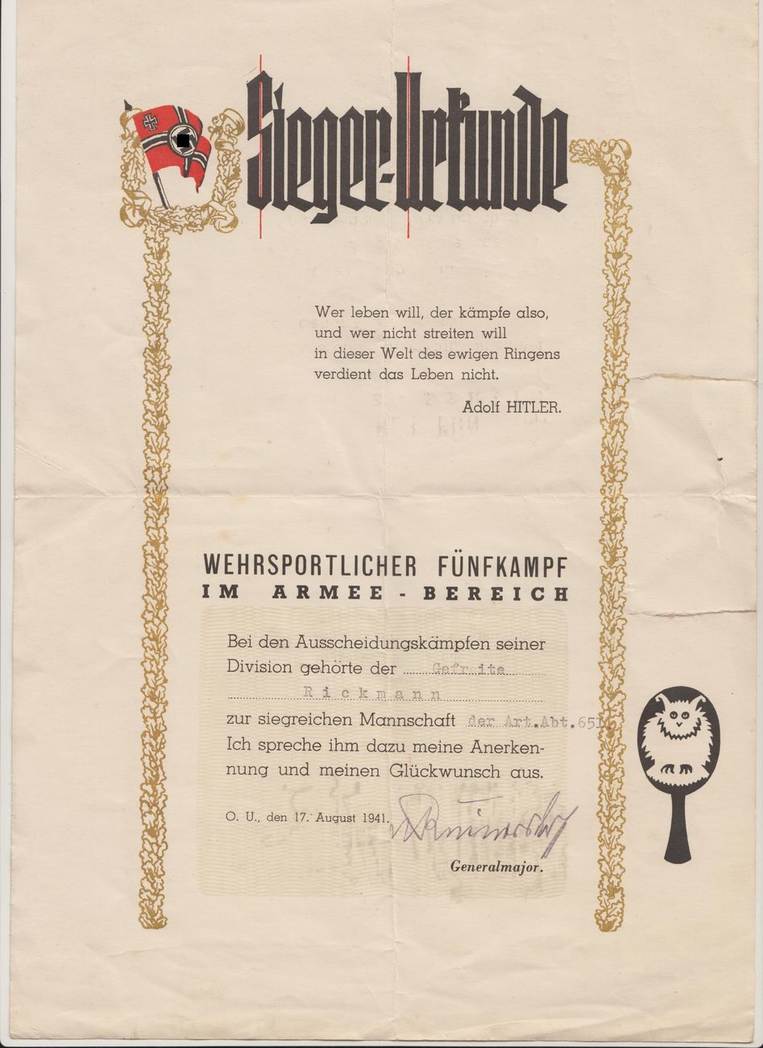 Sieger-Urkunde
Wer leben will, der kämpfe also,
und wer nicht streiten will
in dieser Welt des ewigen Ringens
verdient das Leben nicht.
Adolf HITLER.
WEHRSPORTLICHER FÜNFKAMPF
IM ARMEE - BEREICH
Bei den Ausscheidungskämpfen seiner
Division gehörte der Gefreite
Rickmann
zur siegreichen Mannschaft der Art.Abt.651
Ich spreche ihm dazu meine Anerken-
nung und meinen Glückwunsch aus.
O. U., den 17. August 1941.
Generalmajor.